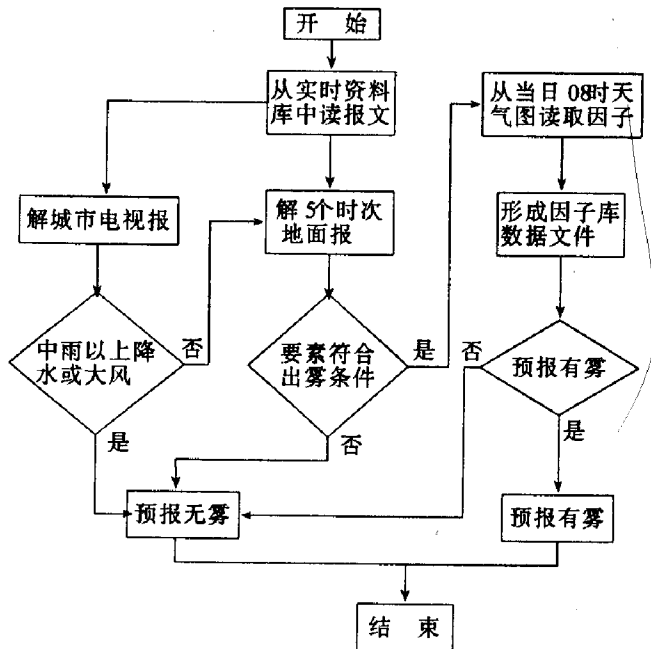 开 始
从实时资料
库中读报文
从当日 08时天
气图读取因子
解城市电视报
解 5个时次
地面报
形成因子库
数据文件
中雨以上降
水或大风
否
要素符合
出雾条件
是
否
预报有雾
是
否
是
预报无雾
预报有雾
结 束